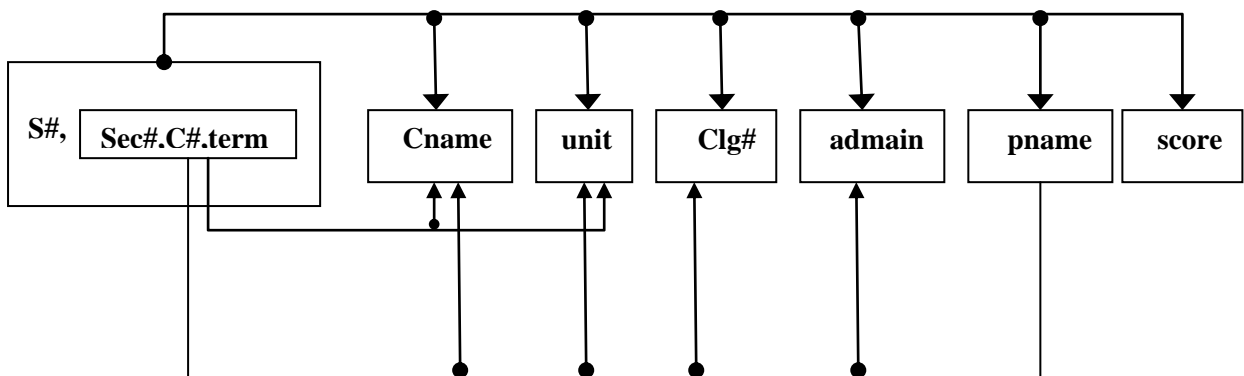 S#,
Sec#.C#.term
Cname
unit
Clg#
admain
pname
score